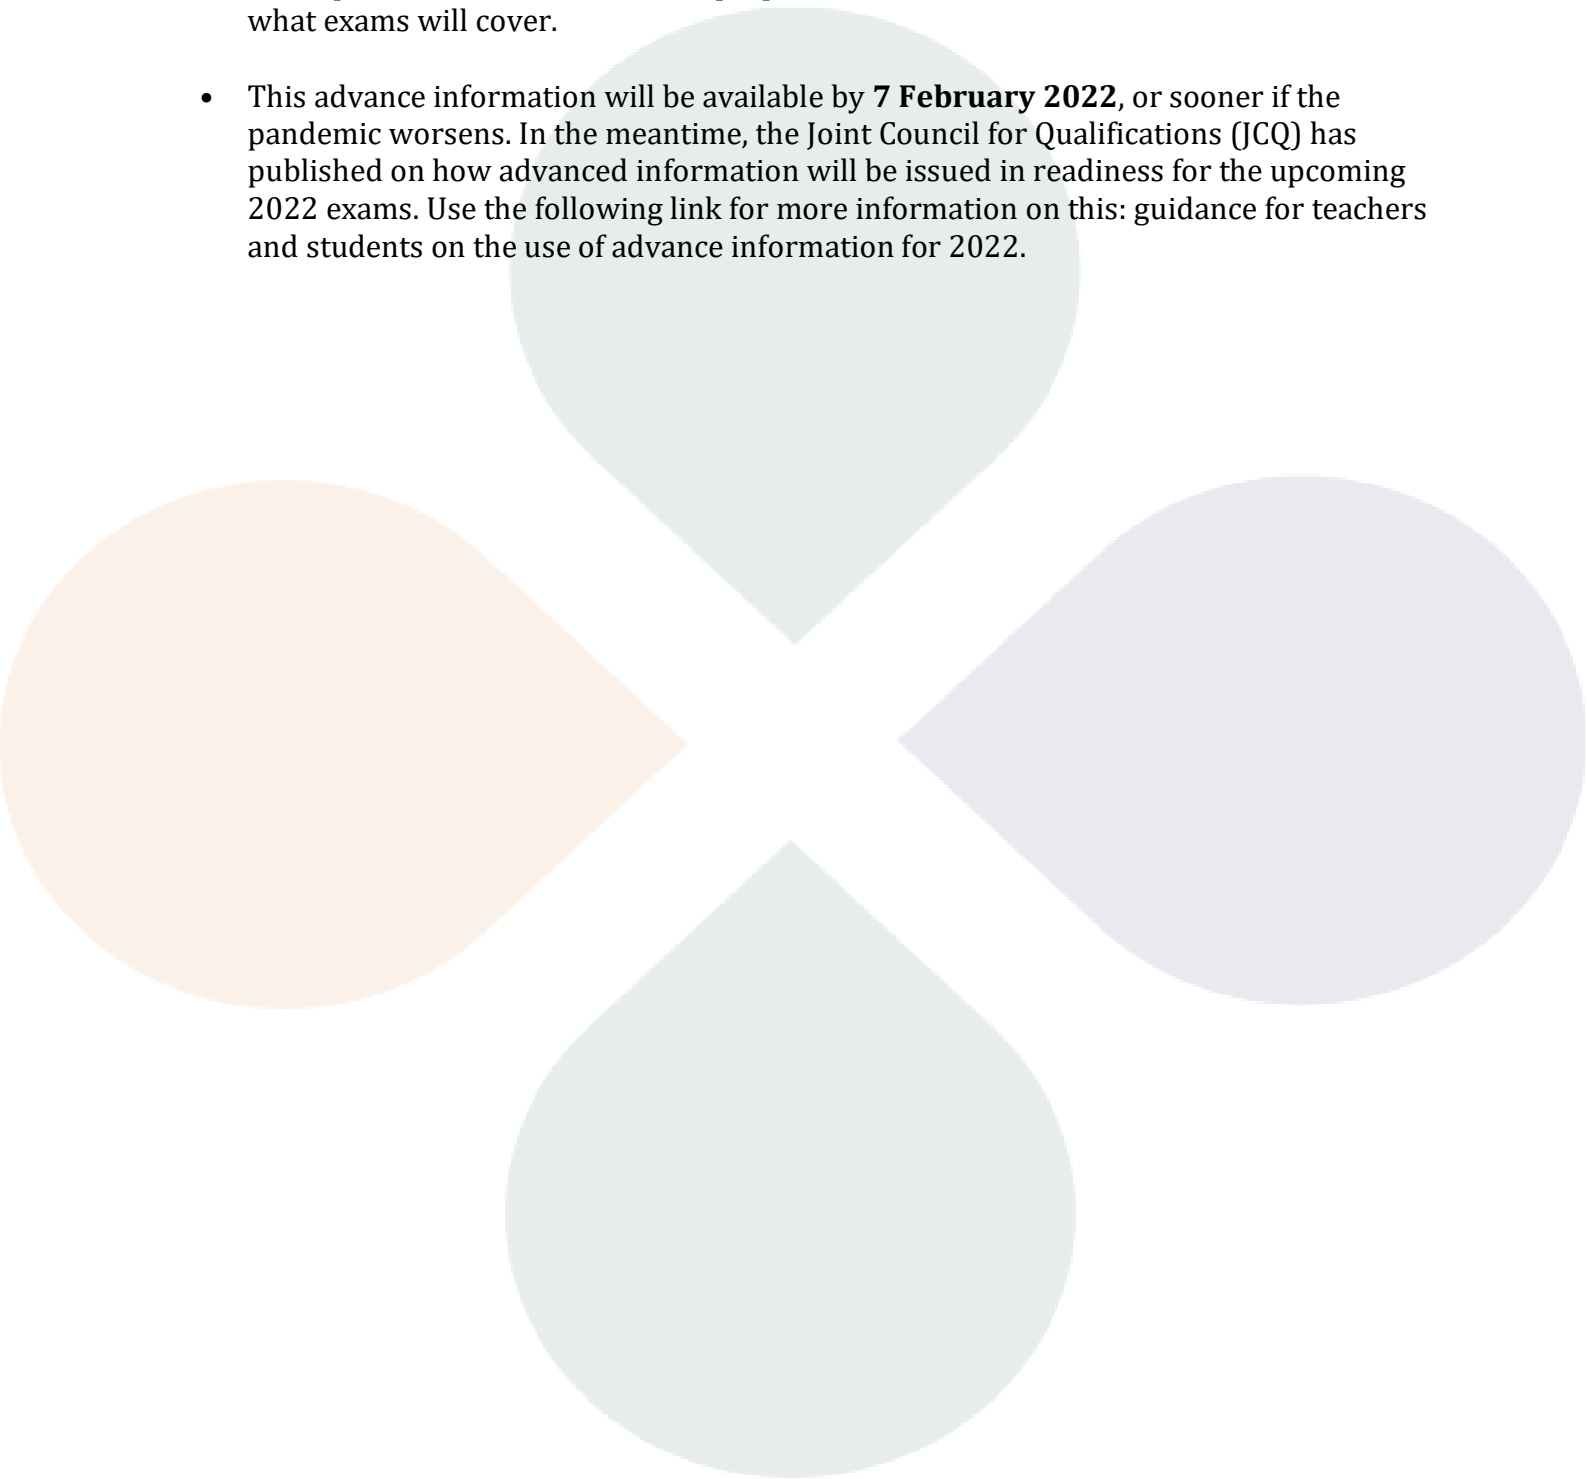 what exams will cover.
• This advance information will be available by 7 February 2022, or sooner if the
pandemic worsens. In the meantime, the Joint Council for Qualifications (JCQ) has
published on how advanced information will be issued in readiness for the upcoming
2022 exams. Use the following link for more information on this: guidance for teachers
and students on the use of advance information for 2022.